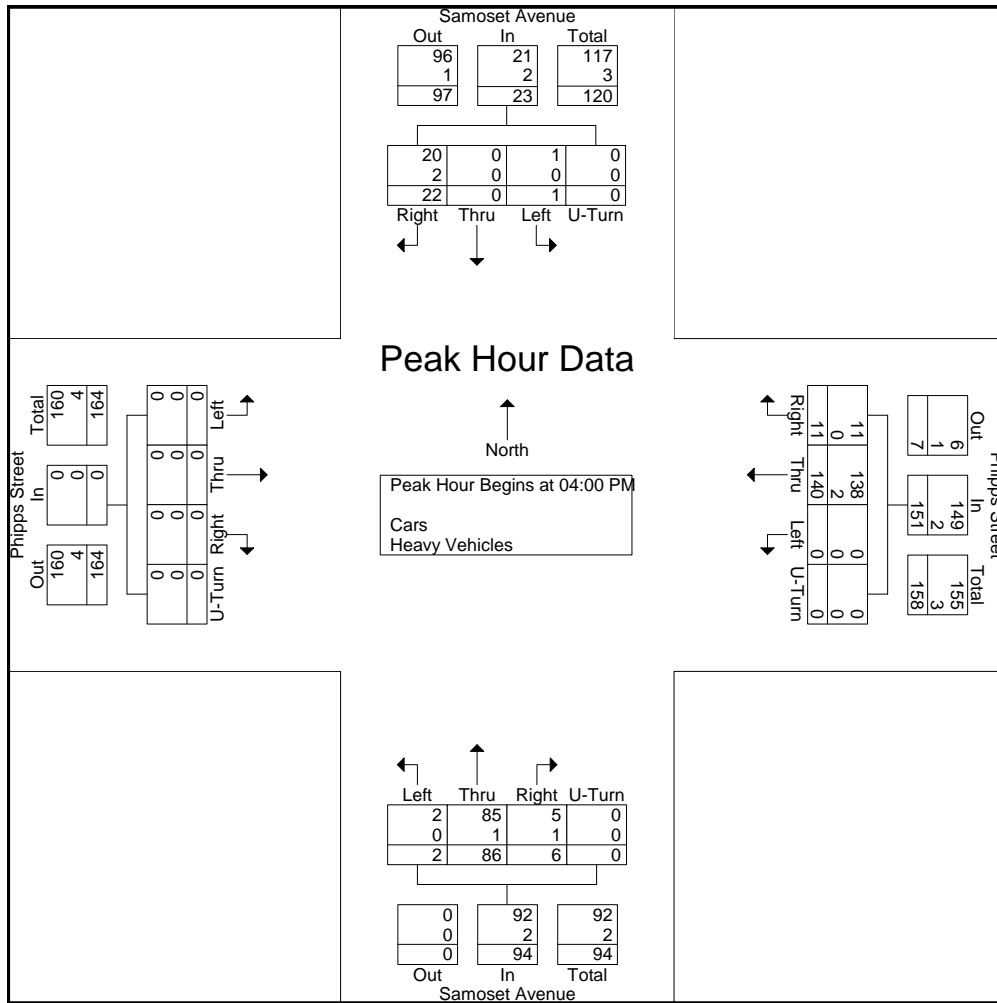 Samoset Avenue
Out In Total
96 21 117
1 2 3
97 23 120
20 0 1 0
2 0 0 0
22 0 1 0
Right Thru Left U-Turn
Peak Hour Data
North
Peak Hour Begins at 04:00 PM
Cars
Heavy Vehicles
Phipps Street
Total In Out
160 0 160
4 0 4
164 0 164
0 0 0 0
0 0 0 0
0 0 0 0
Left Thru Right U-Turn
Right Thru Left U-Turn
11 138 0 0
0 2 0 0
11 140 0 0
Out In Total
6 149 155
1 2 3
7 151 158
Phipps Street
Left Thru Right U-Turn
2 85 5 0
0 1 1 0
2 86 6 0
0 92 92
0 2 2
0 94 94
Out In Total
Samoset Avenue